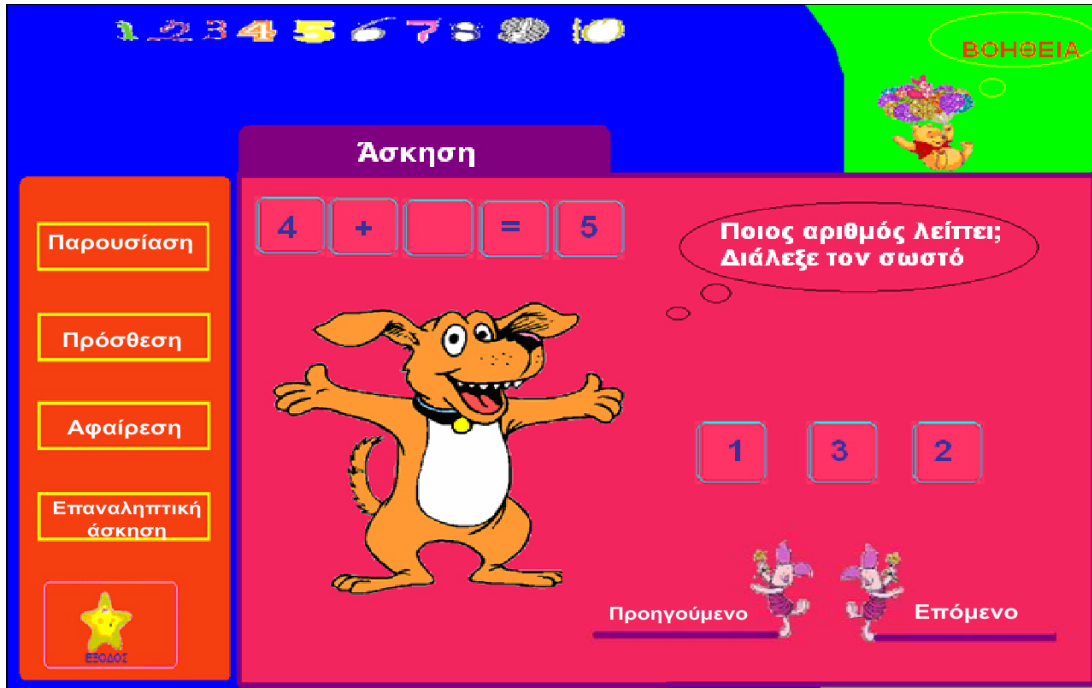 1 2 3 4 5 6 7 8 9 10
ΒΟΗΘΕΙΑ
Άσκηση
Παρουσίαση
Πρόσθεση
Αφαίρεση
Επαναληπτική
άσκηση
ΕΞΟΔΟΣ
4 + = 5
Ποιος αριθμός λείπει;
Διάλεξε τον σωστό
1 3 2
Προηγούμενο
Επόμενο